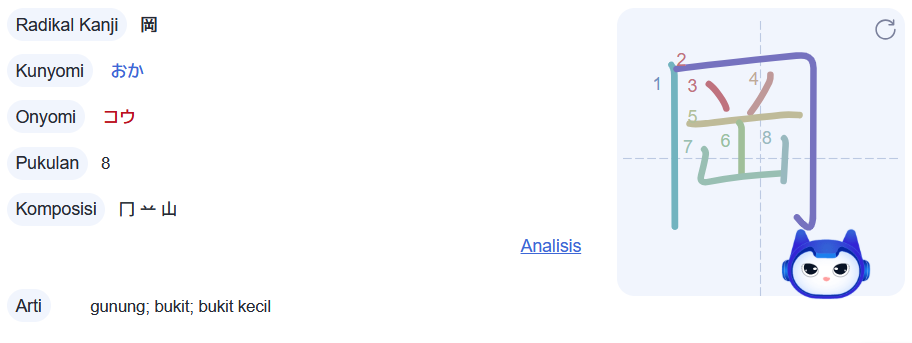 Radikal Kanji 岡
Kunyomi おか
Onyomi コウ
Pukulan 8
Komposisi 冂 䒑 山
Analisis
Arti gunung; bukit; bukit kecil
1 2 3 4 5 6 7 8